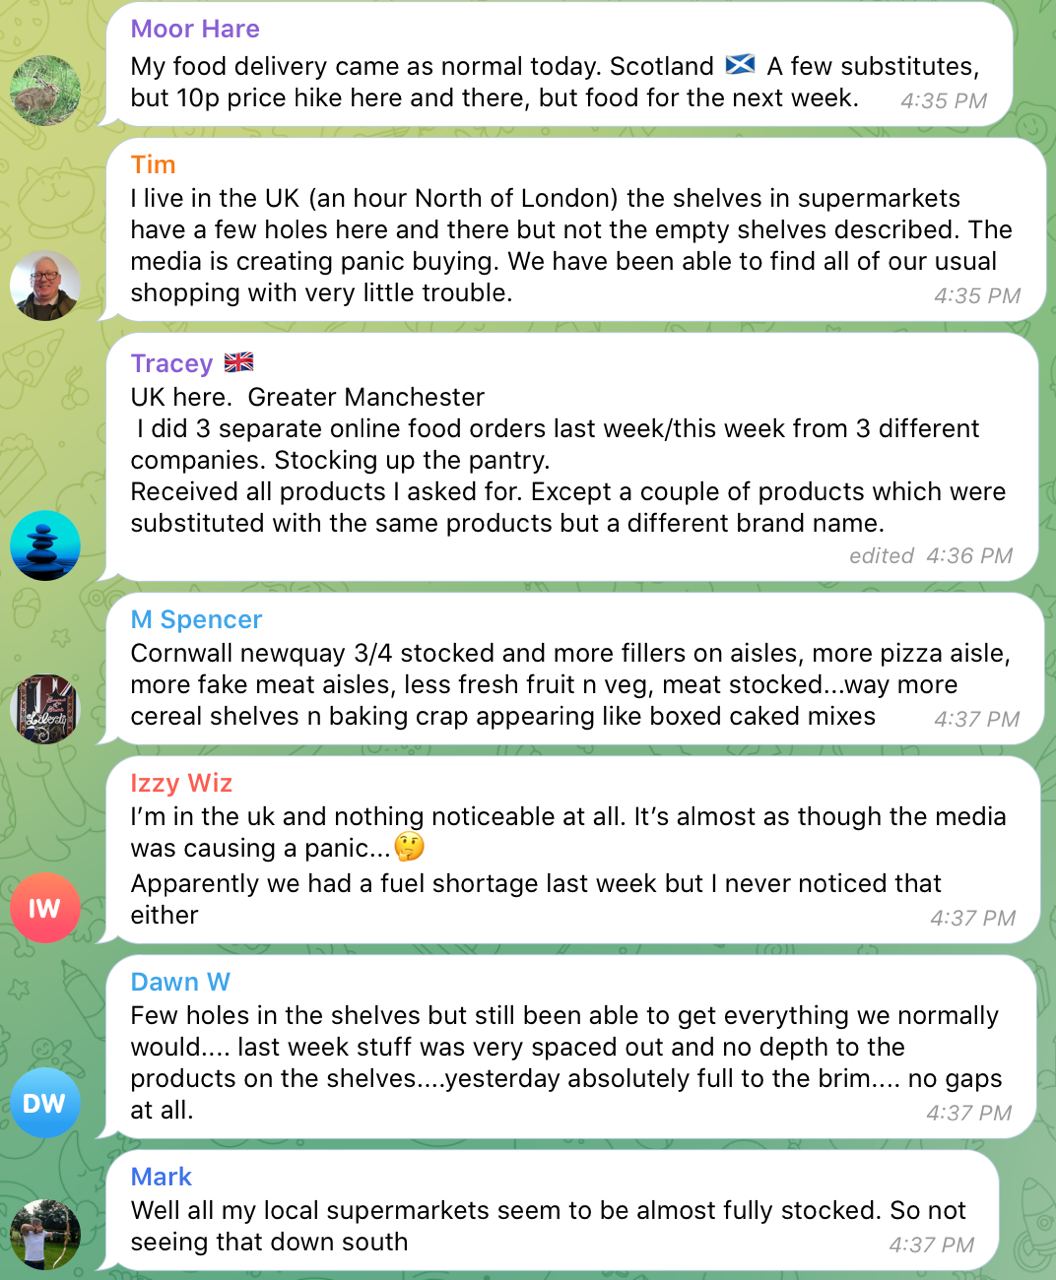 Moor Hare
My food delivery came as normal today. Scotland 🏴󠁧󠁢󠁳󠁣󠁴󠁿 A few substitutes,
but 10p price hike here and there, but food for the next week. 4:35 PM
Tim
I live in the UK (an hour North of London) the shelves in supermarkets
have a few holes here and there but not the empty shelves described. The
media is creating panic buying. We have been able to find all of our usual
shopping with very little trouble. 4:35 PM
Tracey 🇬🇧
UK here.  Greater Manchester
I did 3 separate online food orders last week/this week from 3 different
companies. Stocking up the pantry.
Received all products I asked for. Except a couple of products which were
substituted with the same products but a different brand name.
edited 4:36 PM
M Spencer
Cornwall newquay 3/4 stocked and more fillers on aisles, more pizza aisle,
more fake meat aisles, less fresh fruit n veg, meat stocked...way more
cereal shelves n baking crap appearing like boxed caked mixes 4:37 PM
Izzy Wiz
I'm in the uk and nothing noticeable at all. It's almost as though the media
was causing a panic...🤔
Apparently we had a fuel shortage last week but I never noticed that
either 4:37 PM
IW
Dawn W
Few holes in the shelves but still been able to get everything we normally
would.... last week stuff was very spaced out and no depth to the
products on the shelves....yesterday absolutely full to the brim.... no gaps
at all. 4:37 PM
DW
Mark
Well all my local supermarkets seem to be almost fully stocked. So not
seeing that down south 4:37 PM